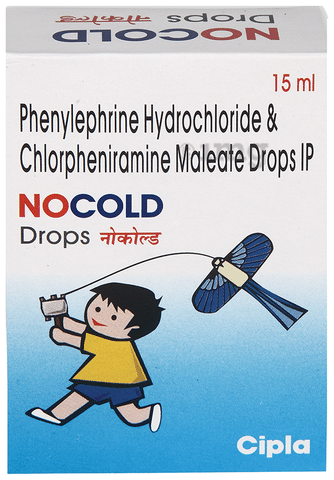 NOCOLD
Drops नोकोल्ड
15 ml
Phenylephrine Hydrochloride &
Chlorpheniramine Maleate Drops IP
NOCOLD
Drops नोकोल्ड
Cipla